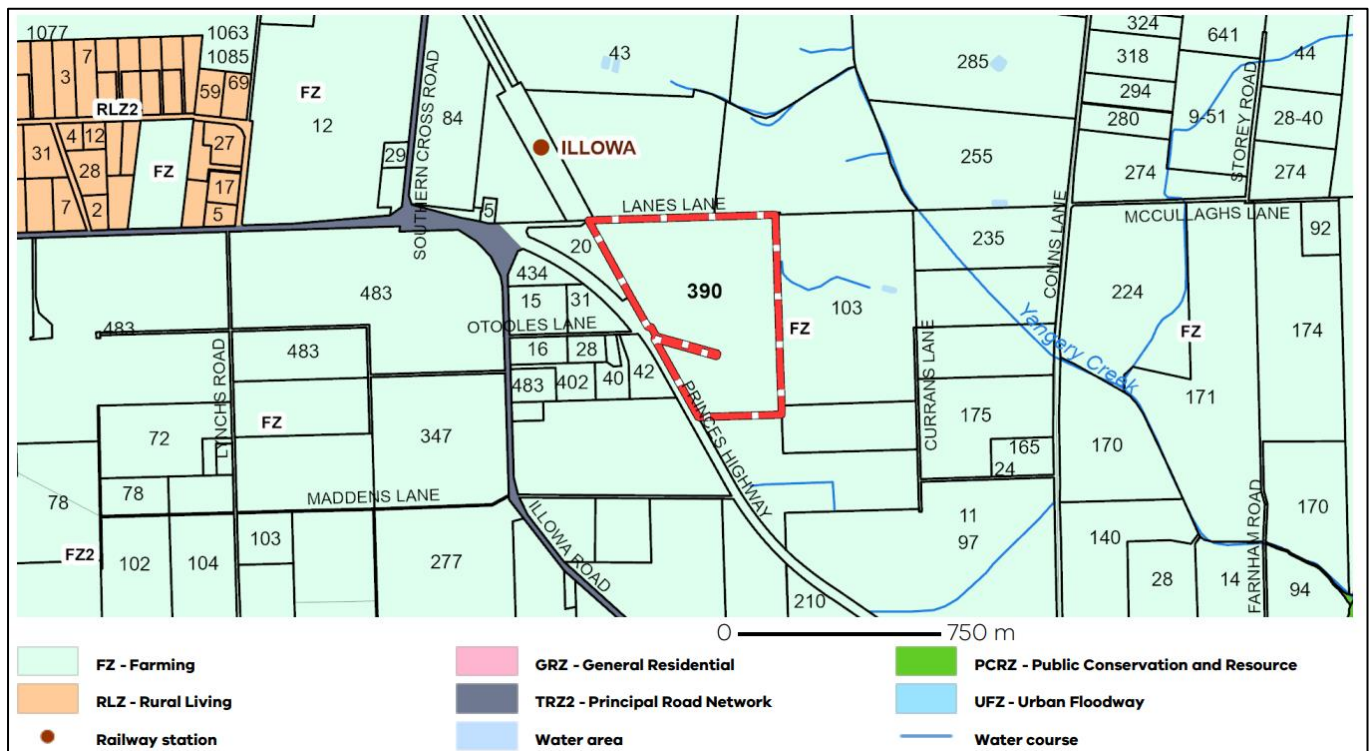 1077
1063
1085
7
3
59
69
RLZ2
FZ
12
SOUTHERN CROSS ROAD
84
43
285
324
641
318
294
280
9-51
44
STOREY ROAD
28-40
4
12
27
31
28
FZ
17
7
2
5
29
ILLOWA
255
274
274
5
LANES LANE
MCCULLAGHS LANE
92
20
235
CONNS LANE
434
483
15
31
390
FZ
103
224
FZ
174
OTOOLES LANE
483
483
16
28
Yangery Creek
LYNCHS ROAD
483
402
40
42
PRINCES HIGHWAY
CURRANS LANE
171
FZ
72
347
175
165
24
170
78
78
MADDENS LANE
ILLOWA ROAD
170
103
11
97
140
FZ2
102
104
277
210
28
14
FARNHAM ROAD
94
0 750 m
FZ - Farming
GRZ - General Residential
PCRZ - Public Conservation and Resource
RLZ - Rural Living
TRZ2 - Principal Road Network
UFZ - Urban Floodway
Railway station
Water area
Water course